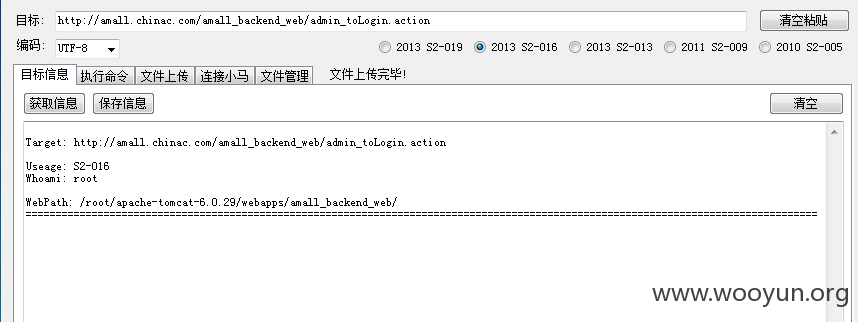 目标: http://amall.chinac.com/amall_backend_web/admin_toLogin.action 清空粘贴
编码: UTF-8 2013 S2-019 2013 S2-016 2013 S2-013 2011 S2-009 2010 S2-005
目标信息 执行命令 文件上传 连接小马 文件管理 文件上传完毕!
获取信息 保存信息 清空
Target: http://amall.chinac.com/amall_backend_web/admin_toLogin.action
Useage: S2-016
Whoami: root
WebPath: /root/apache-tomcat-6.0.29/webapps/amall_backend_web/
www.wooyun.org